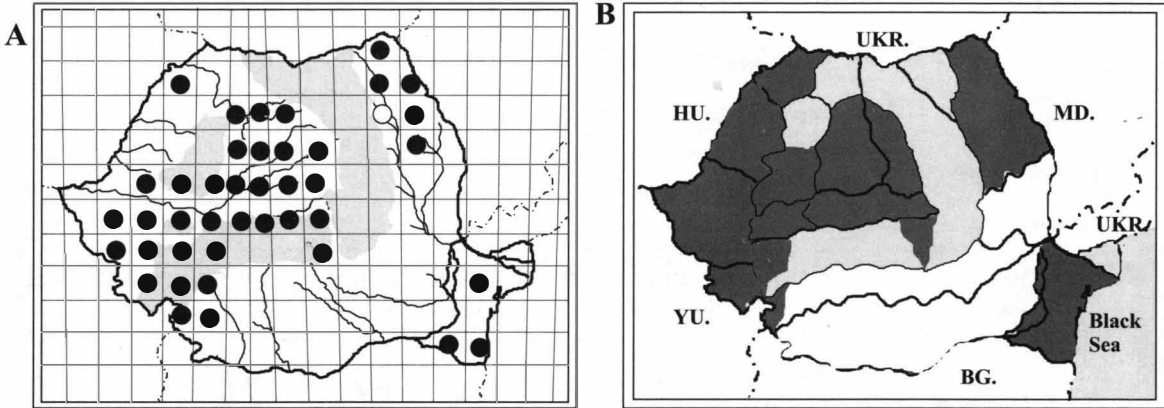 A
B
UKR.
HU.
MD.
UKR
YU.
Black
Sea
BG.